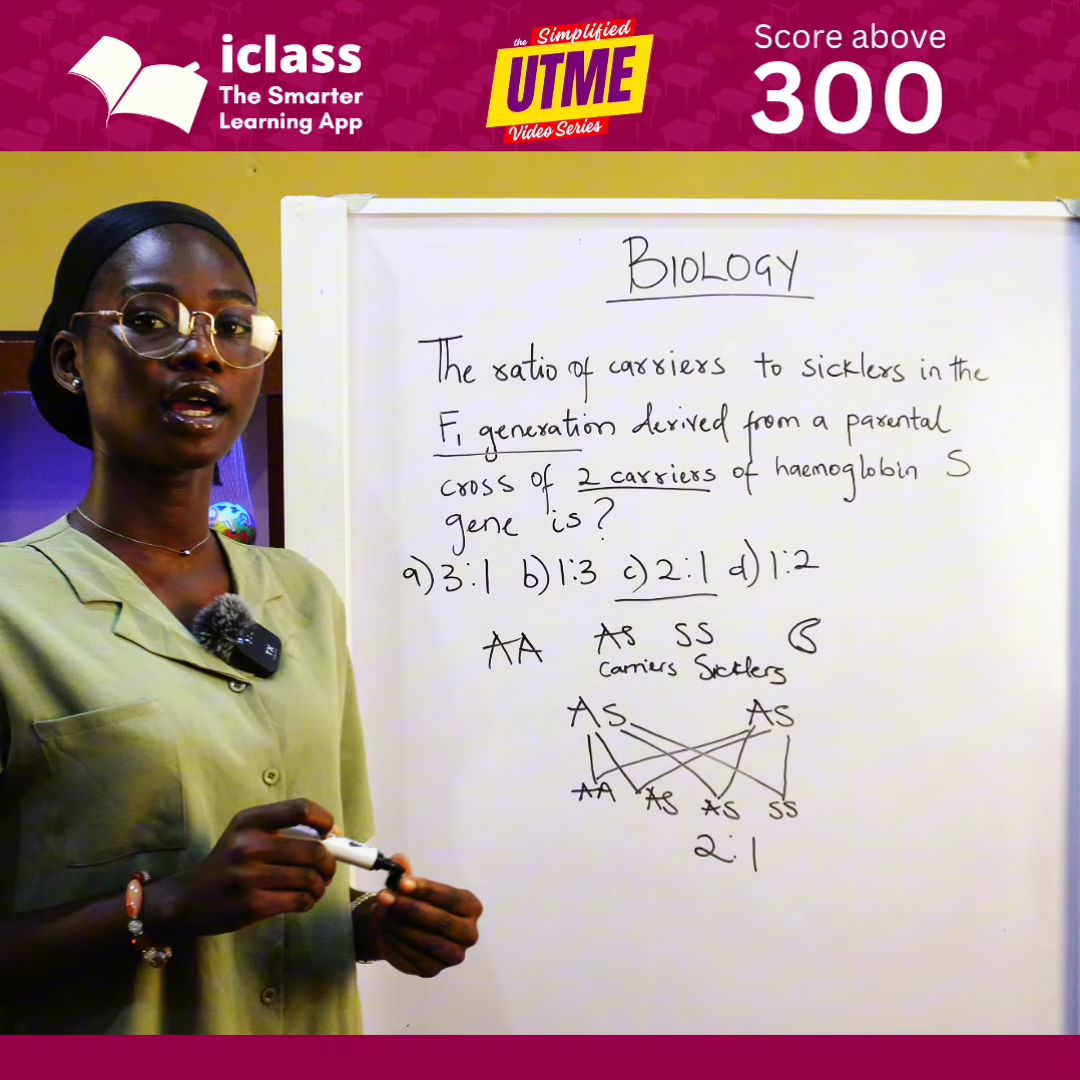 iclass
The Smarter
Learning App
the Simplified
UTME
Video Series
Score above
300
BIOLOGY
The ratio of carriers to sicklers in the
F1 generation derived from a parental
cross of 2 carriers of haemoglobin S
gene is?
a) 3:1 b) 1:3 c) 2:1 d) 1:2
AA AS SS
Carriers Sicklers
AS AS
AA AS AS SS
2:1